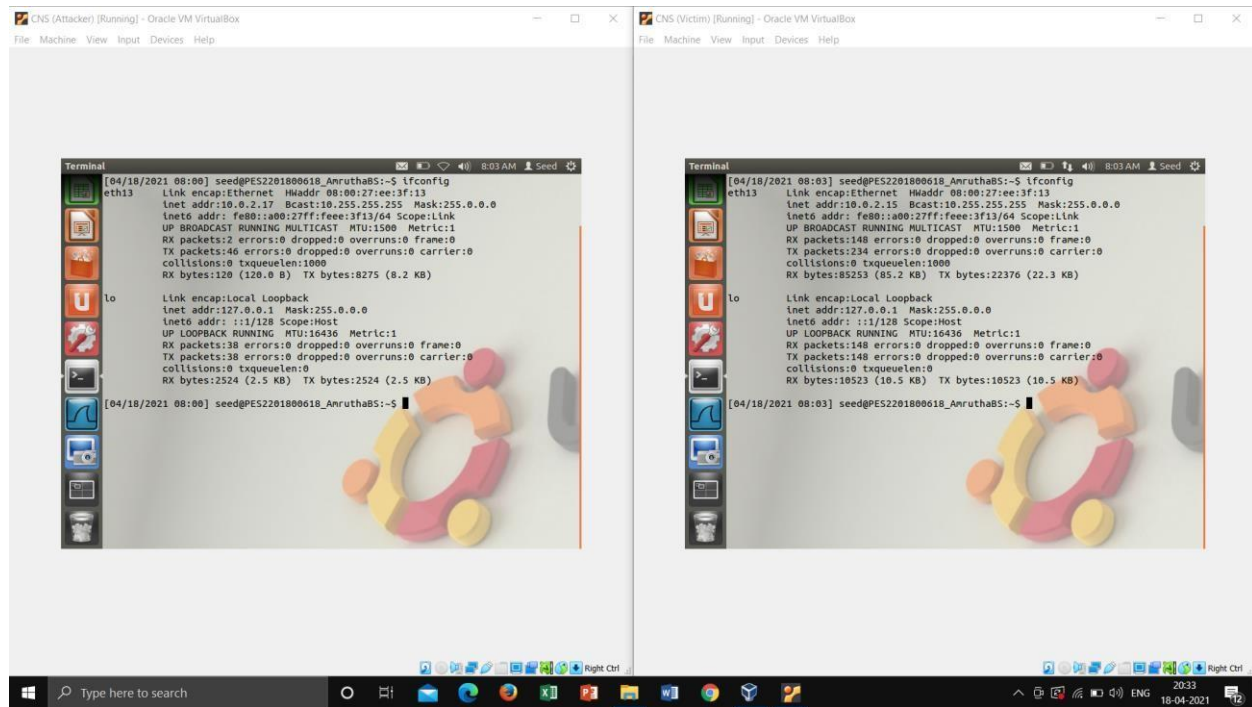 CNS (Attacker) [Running] - Oracle VM VirtualBox
File Machine View Input Devices Help
Terminal
8:03 AM Seed
[04/18/2021 08:00] seed@PES2201800618_AmruthaBS:~$ ifconfig
eth13 Link encap:Ethernet HWaddr 08:00:27:ee:3f:13
inet addr:10.0.2.17 Bcast:10.255.255.255 Mask:255.0.0.0
inet6 addr: fe80::a00:27ff:feee:3f13/64 Scope:Link
UP BROADCAST RUNNING MULTICAST MTU:1500 Metric:1
RX packets:2 errors:0 dropped:0 overruns:0 frame:0
TX packets:46 errors:0 dropped:0 overruns:0 carrier:0
collisions:0 txqueuelen:1000
RX bytes:120 (120.0 B) TX bytes:8275 (8.2 KB)
lo Link encap:Local Loopback
inet addr:127.0.0.1 Mask:255.0.0.0
inet6 addr: ::1/128 Scope:Host
UP LOOPBACK RUNNING MTU:16436 Metric:1
RX packets:38 errors:0 dropped:0 overruns:0 frame:0
TX packets:38 errors:0 dropped:0 overruns:0 carrier:0
collisions:0 txqueuelen:0
RX bytes:2524 (2.5 KB) TX bytes:2524 (2.5 KB)
[04/18/2021 08:00] seed@PES2201800618_AmruthaBS:~$
Right Ctrl
CNS (Victim) [Running] - Oracle VM VirtualBox
File Machine View Input Devices Help
Terminal
8:03 AM Seed
[04/18/2021 08:03] seed@PES2201800618_AmruthaBS:~$ ifconfig
eth13 Link encap:Ethernet HWaddr 08:00:27:ee:3f:13
inet addr:10.0.2.15 Bcast:10.255.255.255 Mask:255.0.0.0
inet6 addr: fe80::a00:27ff:feee:3f13/64 Scope:Link
UP BROADCAST RUNNING MULTICAST MTU:1500 Metric:1
RX packets:148 errors:0 dropped:0 overruns:0 frame:0
TX packets:234 errors:0 dropped:0 overruns:0 carrier:0
collisions:0 txqueuelen:1000
RX bytes:85253 (85.2 KB) TX bytes:22376 (22.3 KB)
lo Link encap:Local Loopback
inet addr:127.0.0.1 Mask:255.0.0.0
inet6 addr: ::1/128 Scope:Host
UP LOOPBACK RUNNING MTU:16436 Metric:1
RX packets:148 errors:0 dropped:0 overruns:0 frame:0
TX packets:148 errors:0 dropped:0 overruns:0 carrier:0
collisions:0 txqueuelen:0
RX bytes:10523 (10.5 KB) TX bytes:10523 (10.5 KB)
[04/18/2021 08:03] seed@PES2201800618_AmruthaBS:~$
Right Ctrl
Type here to search
ENG
20:33
18-04-2021
12